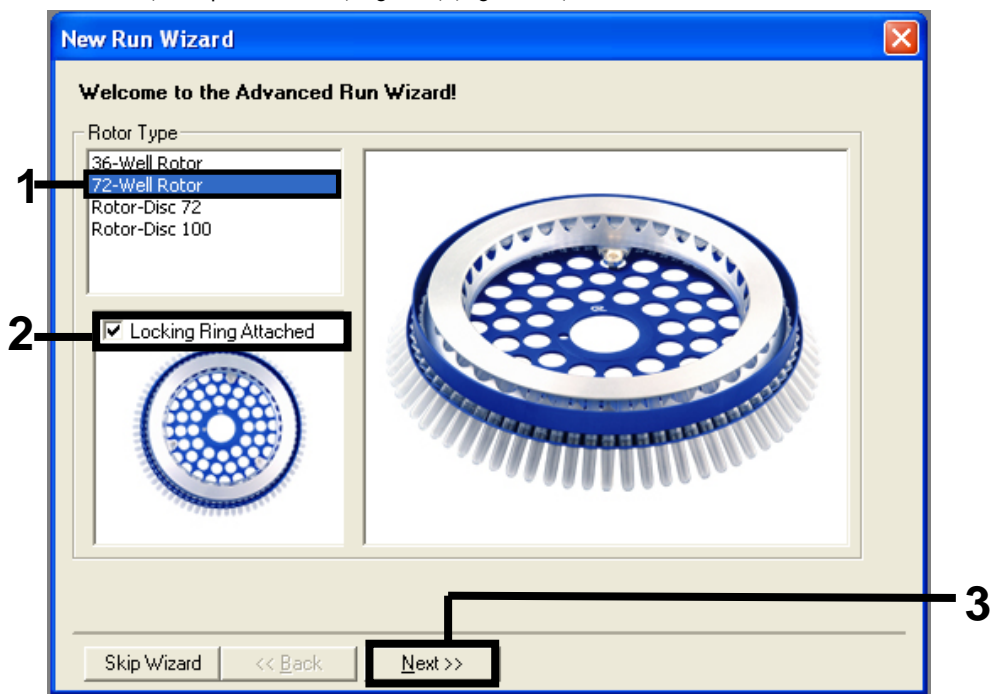 New Run Wizard
Welcome to the Advanced Run Wizard!
Rotor Type
36-Well Rotor
1
72-Well Rotor
Rotor-Disc 72
Rotor-Disc 100
2
Locking Ring Attached
3
Skip Wizard
<< Back
Next >>